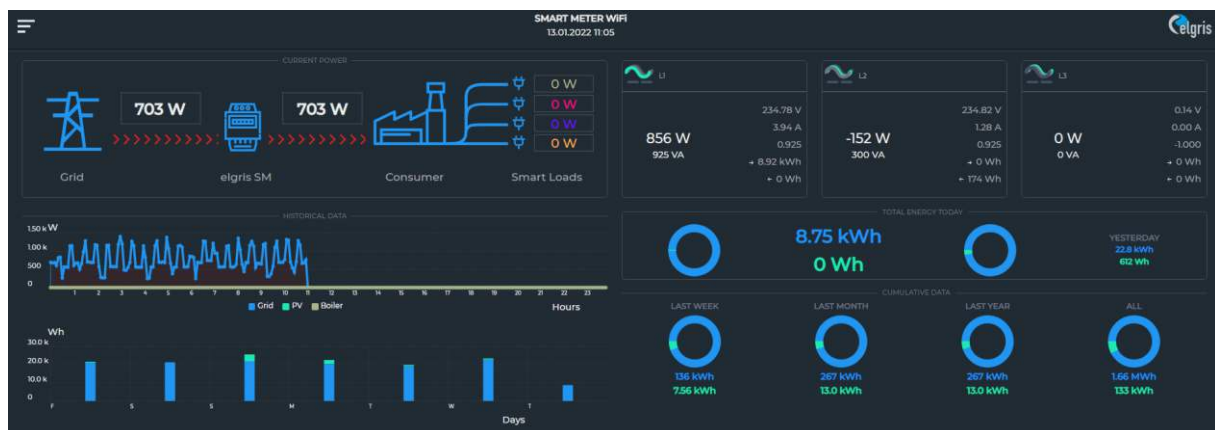 SMART METER WiFi
13.01.2022 11:05
elgris
CURRENT POWER
703 W
703 W
0 W
0 W
0 W
0 W
Grid
elgris SM
Consumer
Smart Loads
L1
234.78 V
3.94 A
0.925
→ 8.92 kWh
← 0 Wh
856 W
925 VA
L2
234.82 V
1.28 A
0.925
→ 0 Wh
← 174 Wh
-152 W
300 VA
L3
0.14 V
0.00 A
-1.000
→ 0 Wh
← 0 Wh
0 W
0 VA
HISTORICAL DATA
W
1.50 k
1.00 k
500
0
1 2 3 4 5 6 7 8 9 10 11 12 13 14 15 16 17 18 19 20 21 22 23
Grid PV Boiler
Hours
Wh
30.0 k
20.0 k
10.0 k
0
F S S M T W T
Days
TOTAL ENERGY TODAY
8.75 kWh
0 Wh
YESTERDAY
22.8 kWh
612 Wh
CUMULATIVE DATA
LAST WEEK
136 kWh
7.56 kWh
LAST MONTH
267 kWh
13.0 kWh
LAST YEAR
267 kWh
13.0 kWh
ALL
1.66 MWh
133 kWh